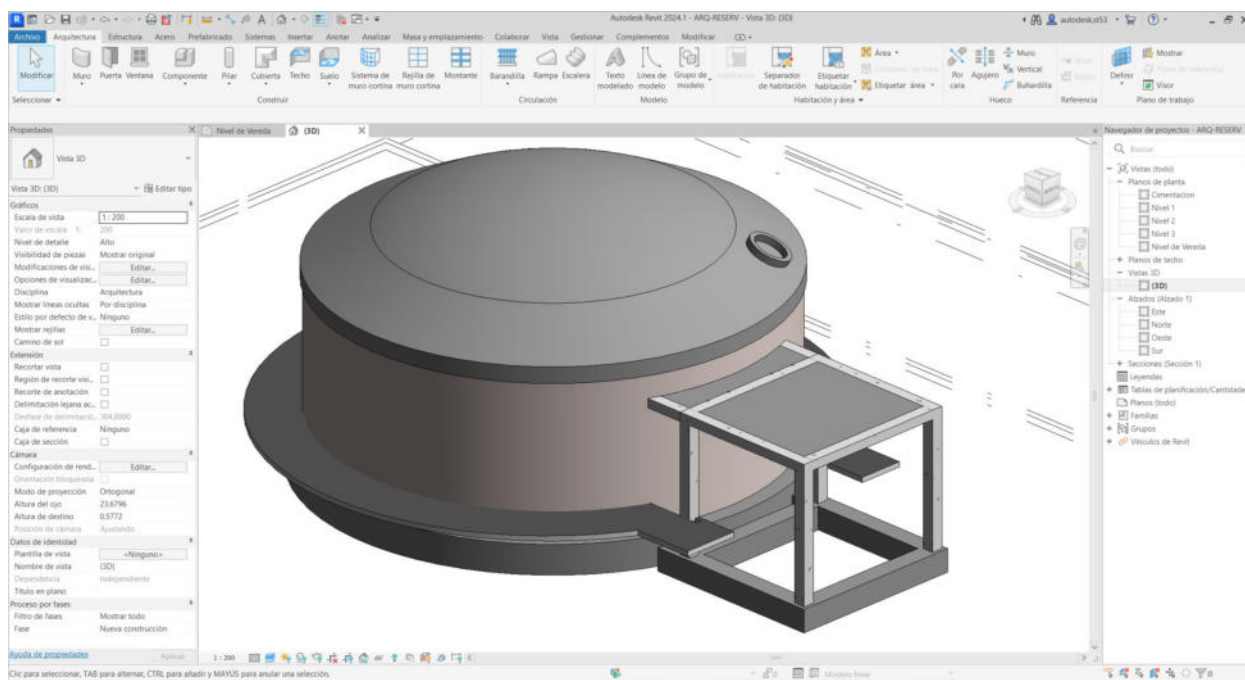 Autodesk Revit 2024.1 - ARQ-RESERV - Vista 3D: {3D}
autodesk.st53
Archivo Arquitectura Estructura Acero Prefabricado Sistemas Insertar Anotar Analizar Masa y emplazamiento Colaborar Vista Gestionar Complementos Modificar
Modificar Muro Puerta Ventana Componente Pilar Cubierta Techo Suelo Sistema de muro cortina Rejilla de muro cortina Montante Barandilla Rampa Escalera Texto modelado Línea de modelo Grupo de modelo Separador de habitación Etiquetar habitación
Área
Etiquetar área
Por cara Agujero
Muro
Vertical
Buhardilla
Definir
Mostrar
Visor
Seleccionar Construir Circulación Modelo Habitación y área Hueco Referencia Plano de trabajo
Propiedades
Nivel de Vereda {3D}
Navegador de proyectos - ARQ-RESERV
Vista 3D
Vista 3D: {3D} Editar tipo
Gráficos
Escala de vista 1 : 200
Valor de escala 1: 200
Nivel de detalle Alto
Visibilidad de piezas Mostrar original
Modificaciones de visi... Editar...
Opciones de visualizac... Editar...
Disciplina Arquitectura
Mostrar líneas ocultas Por disciplina
Estilo por defecto de v... Ninguno
Mostrar rejillas Editar...
Camino de sol
Extensión
Recortar vista
Región de recorte visi...
Recorte de anotación
Delimitación lejana ac...
Desfase de delimitació... 304.8000
Caja de referencia Ninguno
Caja de sección
Cámara
Configuración de rend... Editar...
Orientación bloqueada
Modo de proyección Ortogonal
Altura del ojo 23.6796
Altura de destino 0.5772
Posición de cámara Ajustando
Datos de identidad
Plantilla de vista <Ninguno>
Nombre de vista {3D}
Dependencia Independiente
Título en plano
Proceso por fases
Filtro de fases Mostrar todo
Fase Nueva construcción
Ayuda de propiedades Aplicar
Buscar
Vistas (todo)
Planos de planta
Cimentacion
Nivel 1
Nivel 2
Nivel 3
Nivel de Vereda
Planos de techo
Vistas 3D
{3D}
Alzados (Alzado 1)
Este
Norte
Oeste
Sur
Secciones (Sección 1)
Leyendas
Tablas de planificación/Cantidade
Planos (todo)
Familias
Grupos
Vínculos de Revit
1 : 200
Clic para seleccionar, TAB para alternar, CTRL para añadir y MAYÚS para anular una selección.
Modelo base